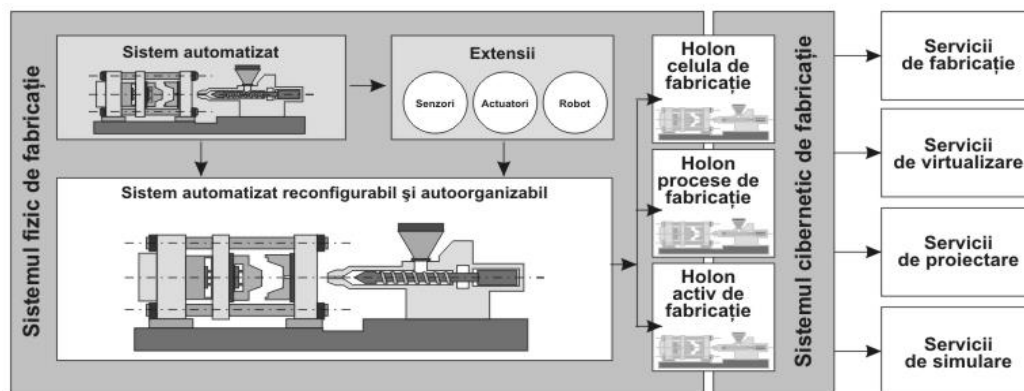 Sistemul fizic de fabricație
Sistem automatizat
Extensii
Senzori
Actuatori
Robot
Sistem automatizat reconfigurabil şi autoorganizabil
Holon
celula de
fabricație
Holon
procese de
fabricație
Holon
activ de
fabricație
Sistemul cibernetic de fabricație
Servicii
de fabricație
Servicii
de virtualizare
Servicii
de proiectare
Servicii
de simulare